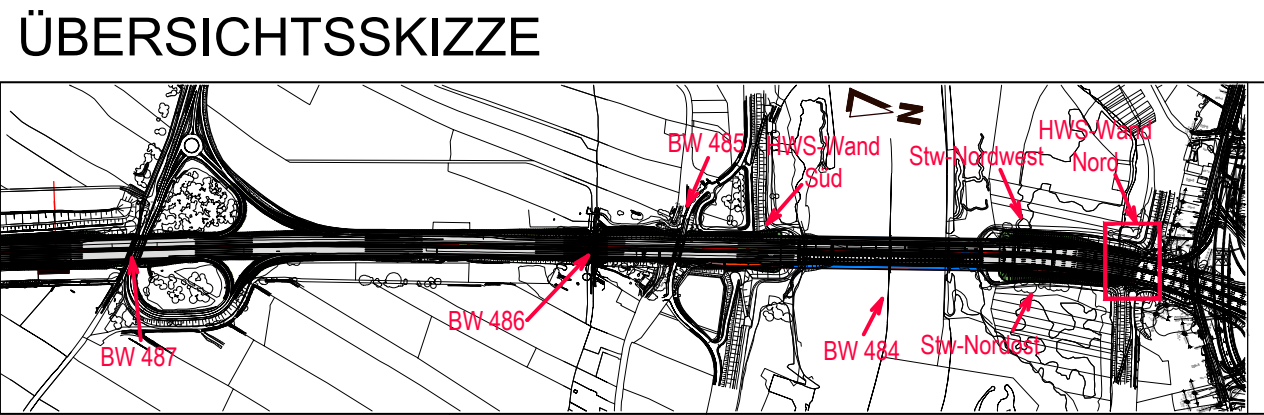 ÜBERSICHTSSKIZZE
N
BW 485
HWS-Wand
Süd
Stw-Nordwest
HWS-Wand
Nord
BW 487
BW 486
BW 484
Stw-Nordost